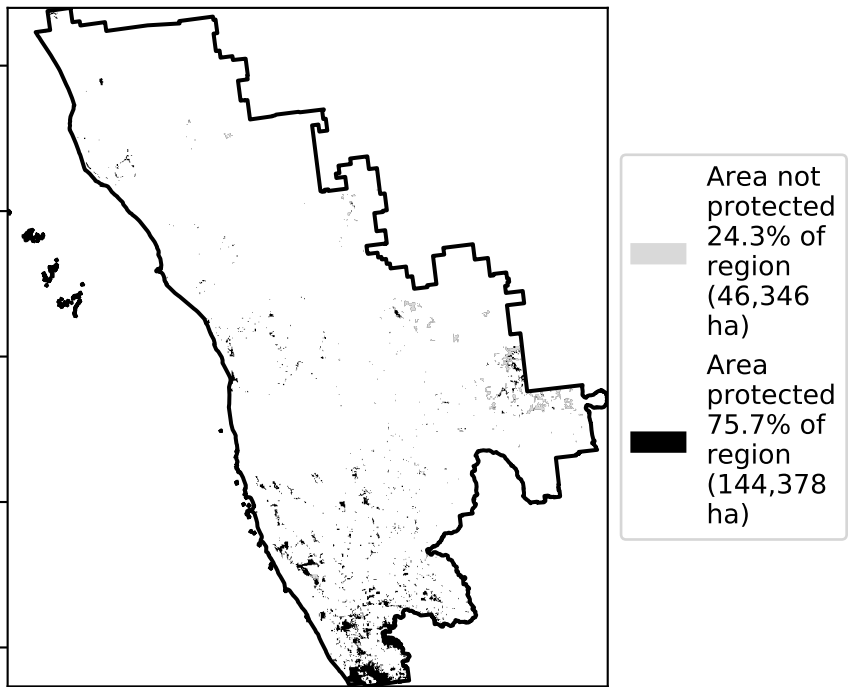 Area not
protected
24.3% of
region
(46,346
ha)
Area
protected
75.7% of
region
(144,378
ha)